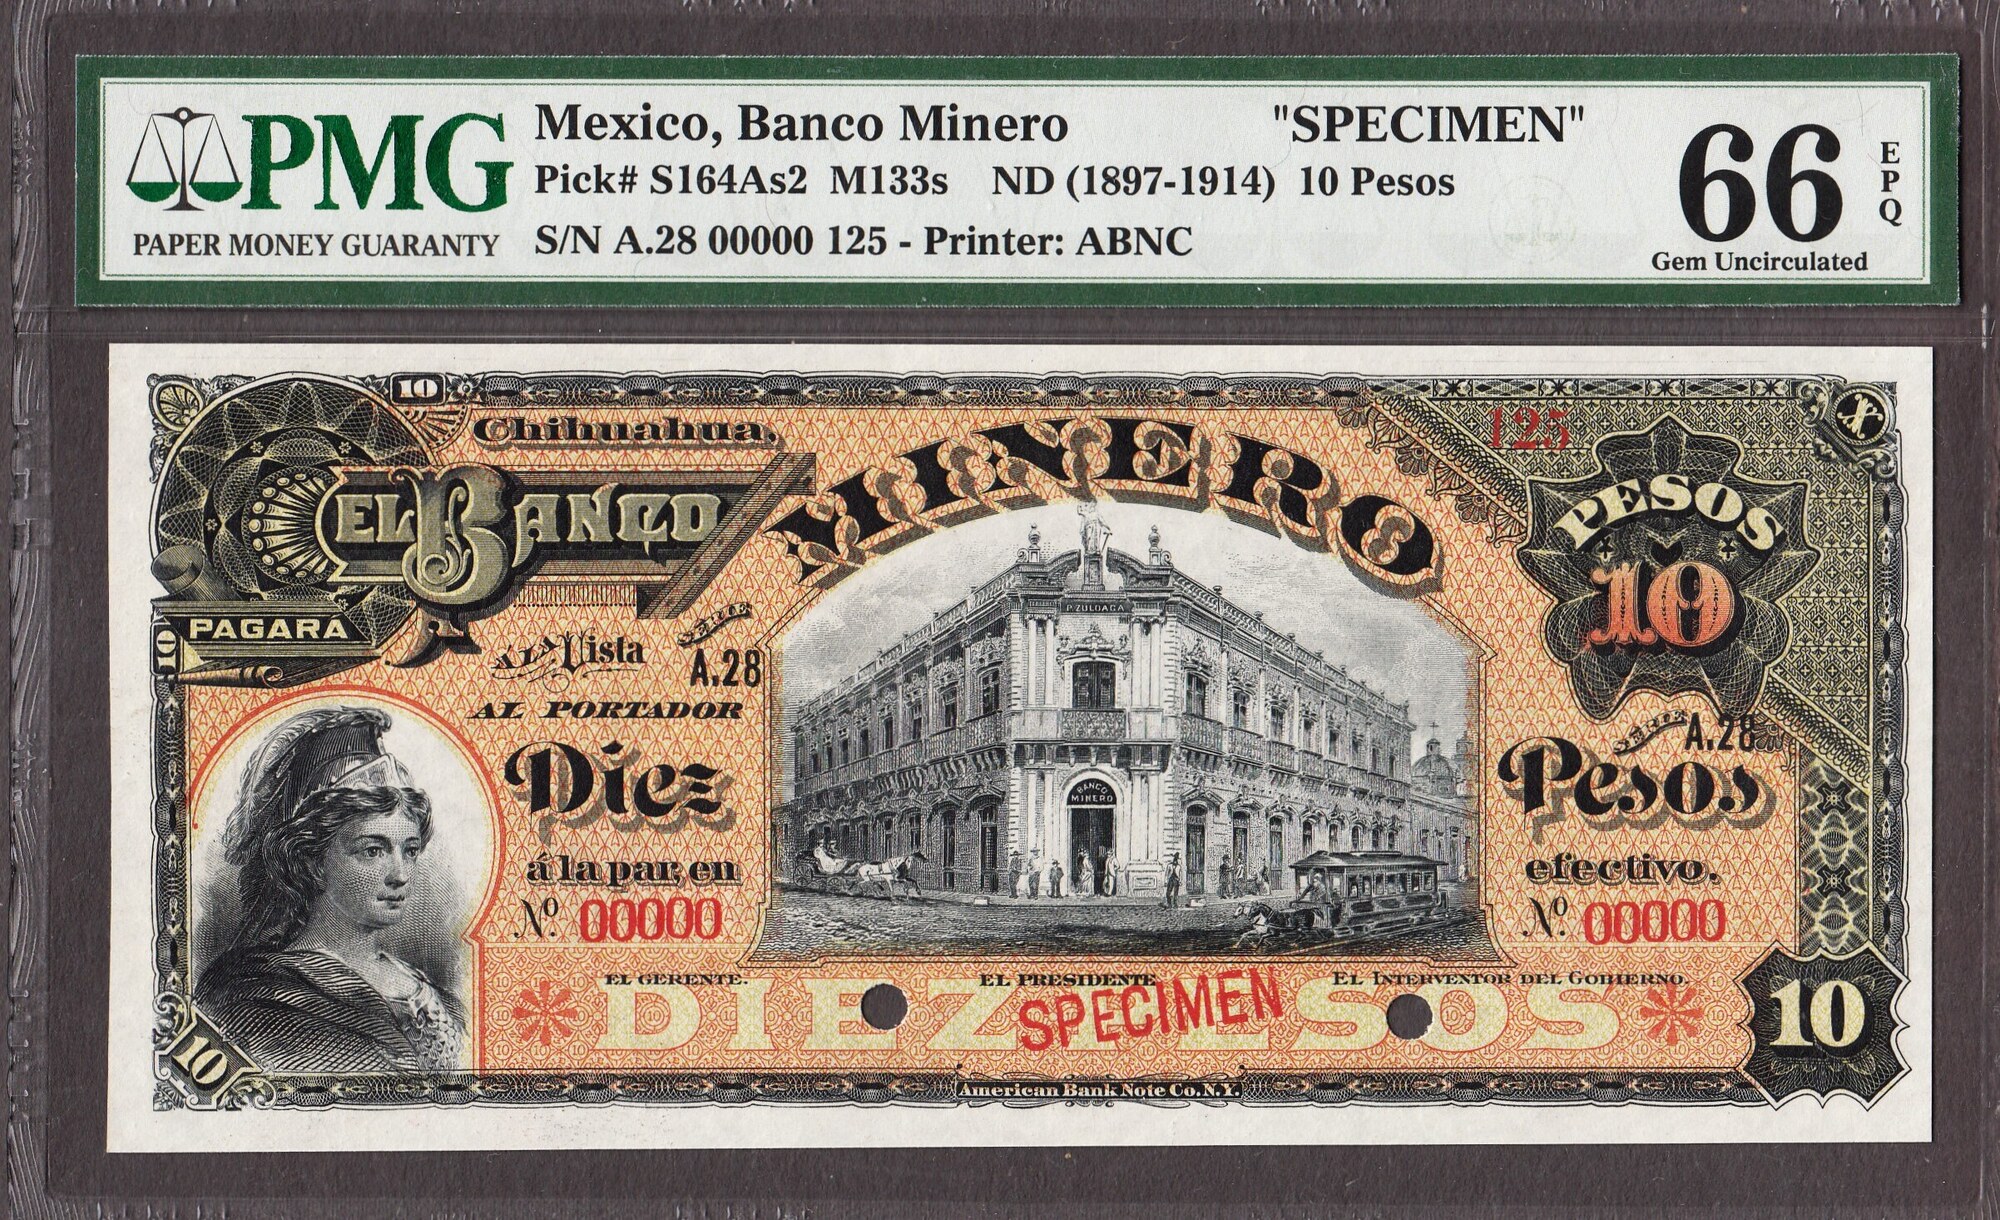 PMG
PAPER MONEY GUARANTY
Mexico, Banco Minero "SPECIMEN"
Pick# S164As2 M133s ND (1897-1914) 10 Pesos
S/N A.28 00000 125 - Printer: ABNC
66
EPQ
Gem Uncirculated
10
Chihuahua.
EL BANCO
MINERO
125
PESOS
10
PAGARÁ
10
Á LA Vista
SERIE
A.28
AL PORTADOR
Diez
á la par, en
Nº. 00000
P. ZULOAGA
BANCO
MINERO
SERIE A.28
Pesos
efectivo.
Nº. 00000
EL GERENTE.
EL PRESIDENTE
EL INTERVENTOR DEL GOBIERNO.
DIEZ PESOS
SPECIMEN
10
10
American Bank Note Co. N.Y.